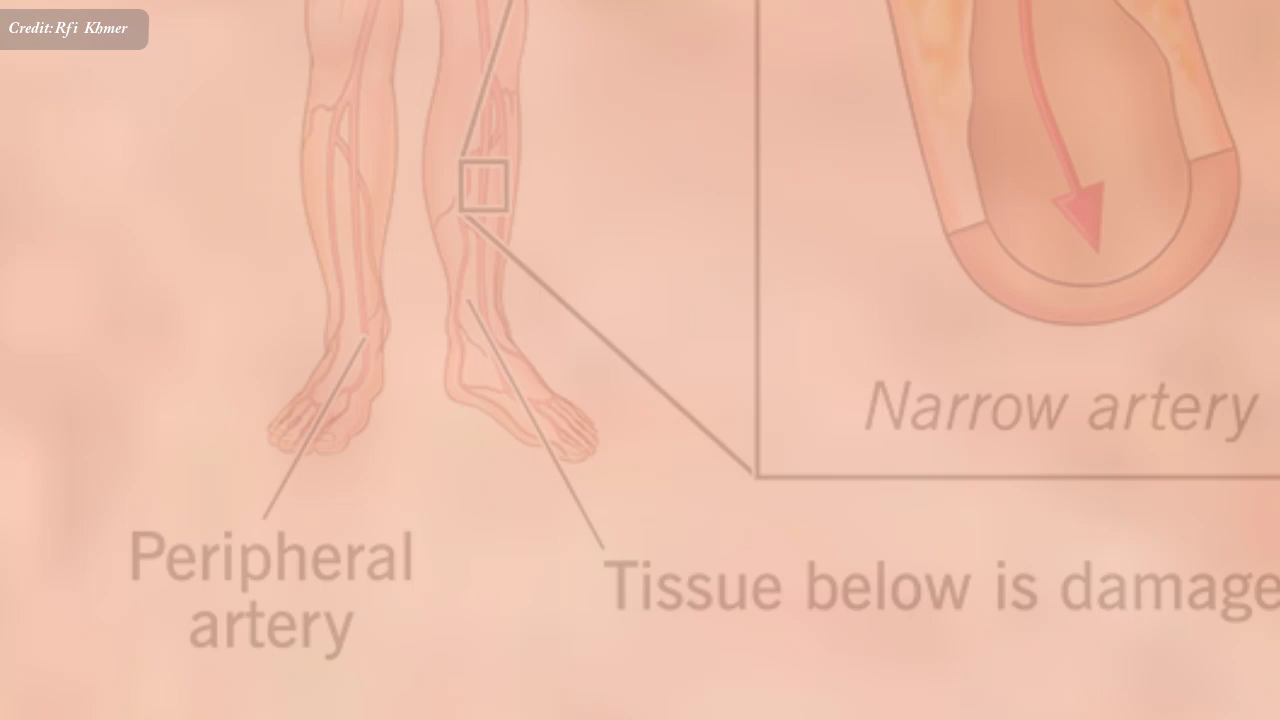 Credit:Rfi Khmer
Narrow artery
Peripheral
artery
Tissue below is damage